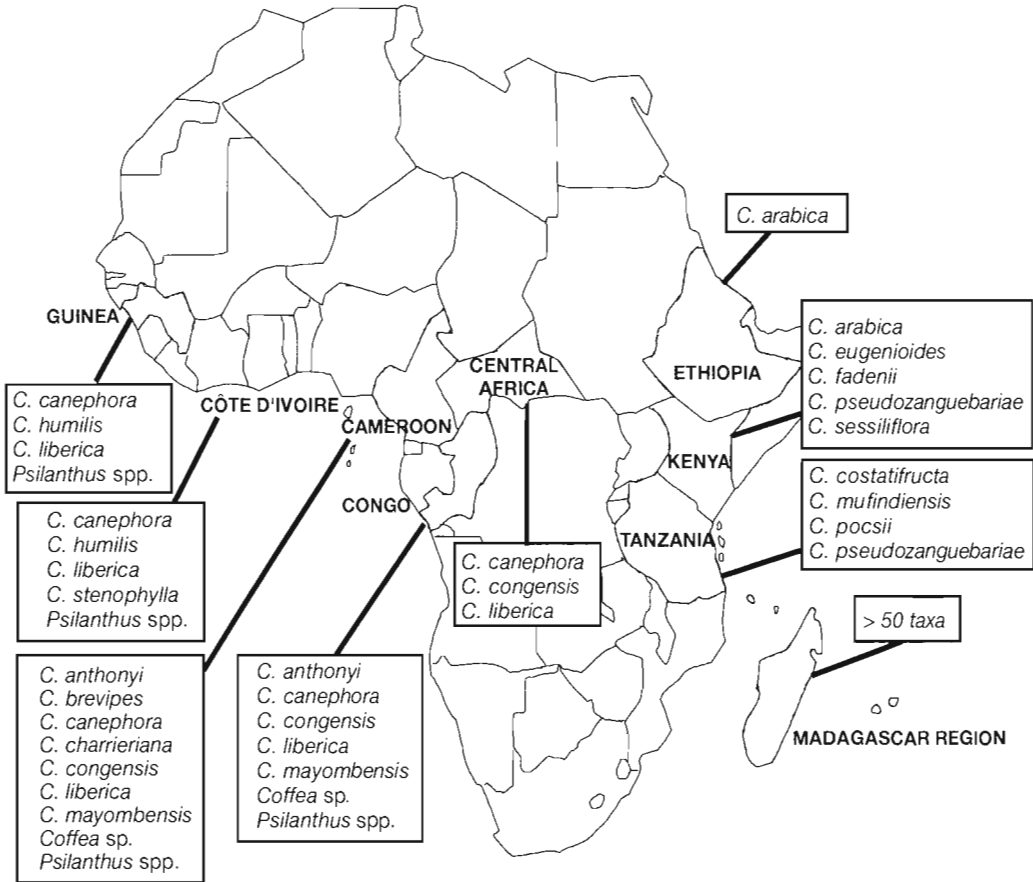 C. arabica
GUINEA
CÔTE D'IVOIRE
CAMEROON
CENTRAL
AFRICA
CONGO
ETHIOPIA
KENYA
TANZANIA
MADAGASCAR REGION
C. arabica
C. eugenioides
C. fadenii
C. pseudozanguebariae
C. sessiliflora
C. costatifructa
C. mufindiensis
C. pocsii
C. pseudozanguebariae
> 50 taxa
C. canephora
C. humilis
C. liberica
Psilanthus spp.
C. canephora
C. humilis
C. liberica
C. stenophylla
Psilanthus spp.
C. anthonyi
C. brevipes
C. canephora
C. charrieriana
C. congensis
C. liberica
C. mayombensis
Coffea sp.
Psilanthus spp.
C. anthonyi
C. canephora
C. congensis
C. liberica
C. mayombensis
Coffea sp.
Psilanthus spp.
C. canephora
C. congensis
C. liberica